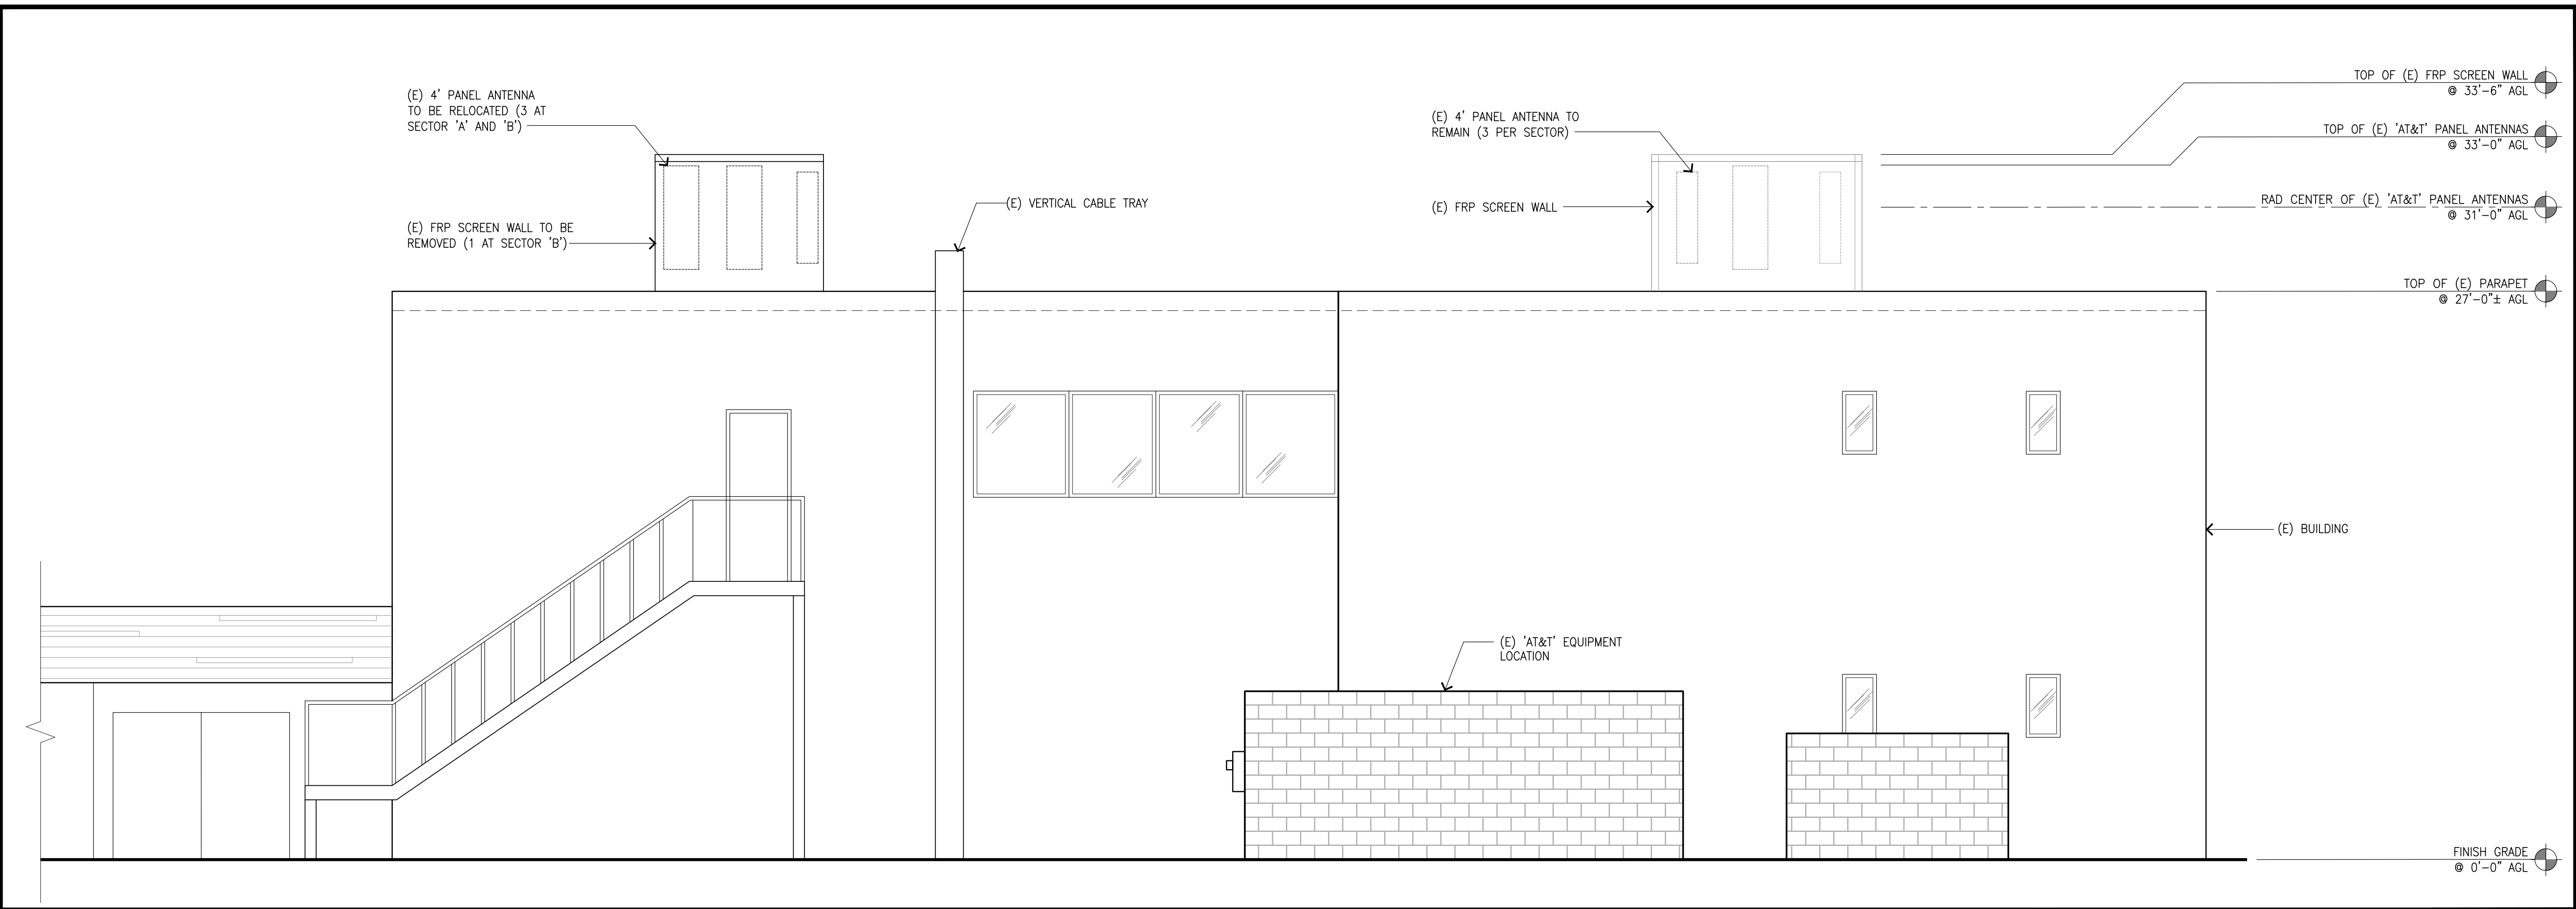 (E) 4' PANEL ANTENNA
TO BE RELOCATED (3 AT
SECTOR 'A' AND 'B')
(E) FRP SCREEN WALL TO BE
REMOVED (1 AT SECTOR 'B')
(E) VERTICAL CABLE TRAY
(E) 4' PANEL ANTENNA TO
REMAIN (3 PER SECTOR)
(E) FRP SCREEN WALL
TOP OF (E) FRP SCREEN WALL
@ 33'-6" AGL
TOP OF (E) 'AT&T' PANEL ANTENNAS
@ 33'-0" AGL
RAD CENTER OF (E) 'AT&T' PANEL ANTENNAS
@ 31'-0" AGL
TOP OF (E) PARAPET
@ 27'-0"± AGL
(E) BUILDING
(E) 'AT&T' EQUIPMENT
LOCATION
FINISH GRADE
@ 0'-0" AGL